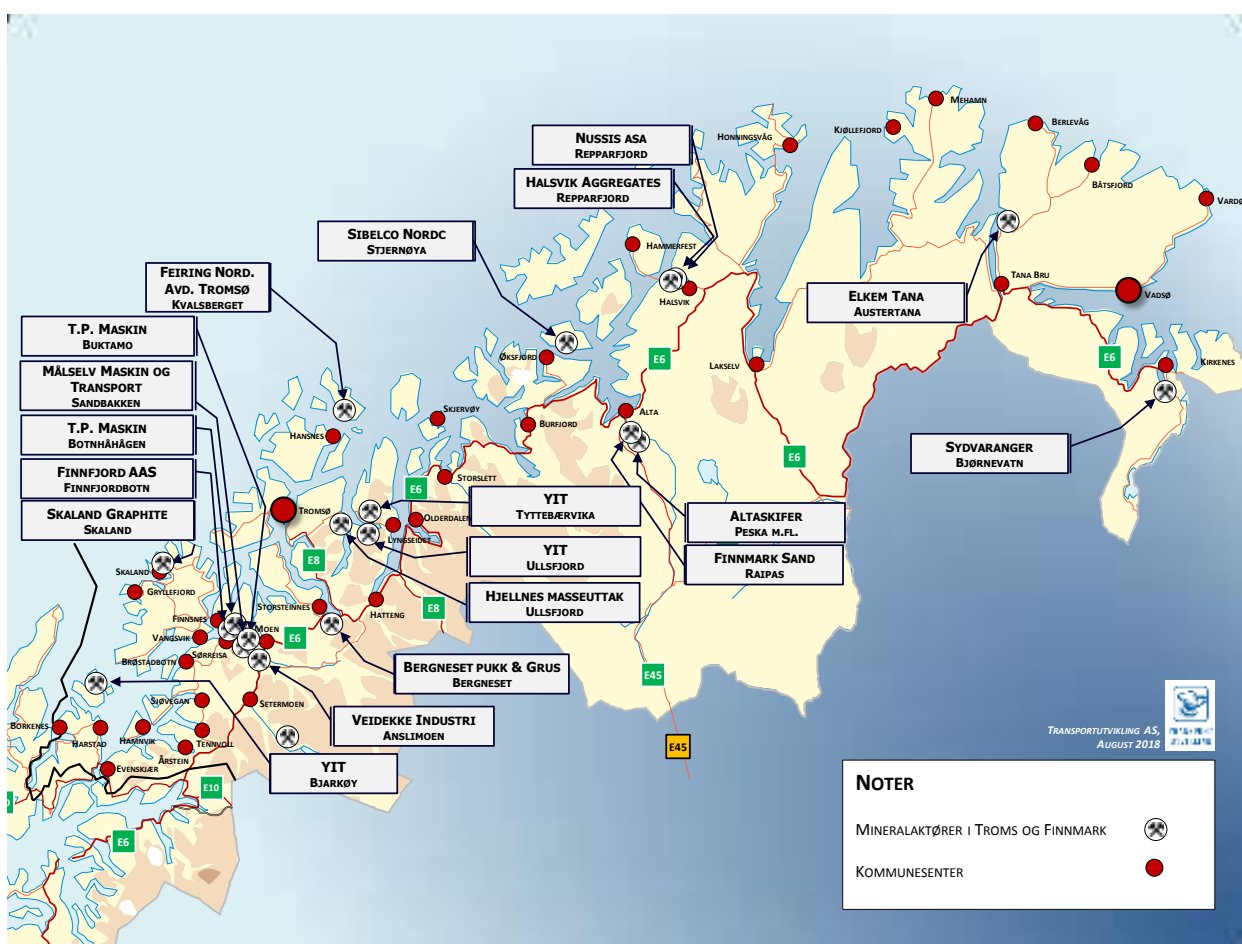 MEHAMN
BERLEVÅG
KJØLLEFJORD
HONNINGSVÅG
BÅTSFJORD
VARDØ
NUSSIS ASA
REPPARFJORD
HALSVIK AGGREGATES
REPPARFJORD
SIBELCO NORDC
STJERNØYA
HAMMERFEST
HALSVIK
TANA BRU
VADSØ
ELKEM TANA
AUSTERTANA
FEIRING NORD.
AVD. TROMSØ
KVALSBERGET
T.P. MASKIN
BUKTAMO
MÅLSELV MASKIN OG
TRANSPORT
SANDBAKKEN
T.P. MASKIN
BOTNHÅHÅGEN
FINNFJORD AAS
FINNFJORDBOTN
SKALAND GRAPHITE
SKALAND
ØKSFJORD
E6
LAKSELV
E6
KIRKENES
SKJERVØY
BURFJORD
ALTA
HANSNES
SYDVARANGER
BJØRNEVATN
E6
STORSLETT
E6
TROMSØ
OLDERDALEN
LYNGSEIDET
YIT
TYTTEBÆRVIKA
ALTASKIFER
PESKA M.FL.
YIT
ULLSFJORD
FINNMARK SAND
RAIPAS
HJELLNES MASSEUTTAK
ULLSFJORD
E8
SKALAND
GRYLLEFJORD
STORSTEINNES
HATTENG
E8
FINNSNES
VANGSVIK
MOEN
E6
SØRREISA
BRØSTADBOTN
BERGNESET PUKK & GRUS
BERGNESET
E45
SJØVEGAN
SETERMOEN
VEIDEKKE INDUSTRI
ANSLIMOEN
BORKENES
HARSTAD
HAMNVIK
TENNVOLL
ÅRSTEIN
EVENSKJÆR
YIT
BJARKØY
E10
E6
E45
TRANSPORTUTVIKLING AS,
AUGUST 2018
NOTER
MINERALAKTØRER I TROMS OG FINNMARK
KOMMUNESENTER